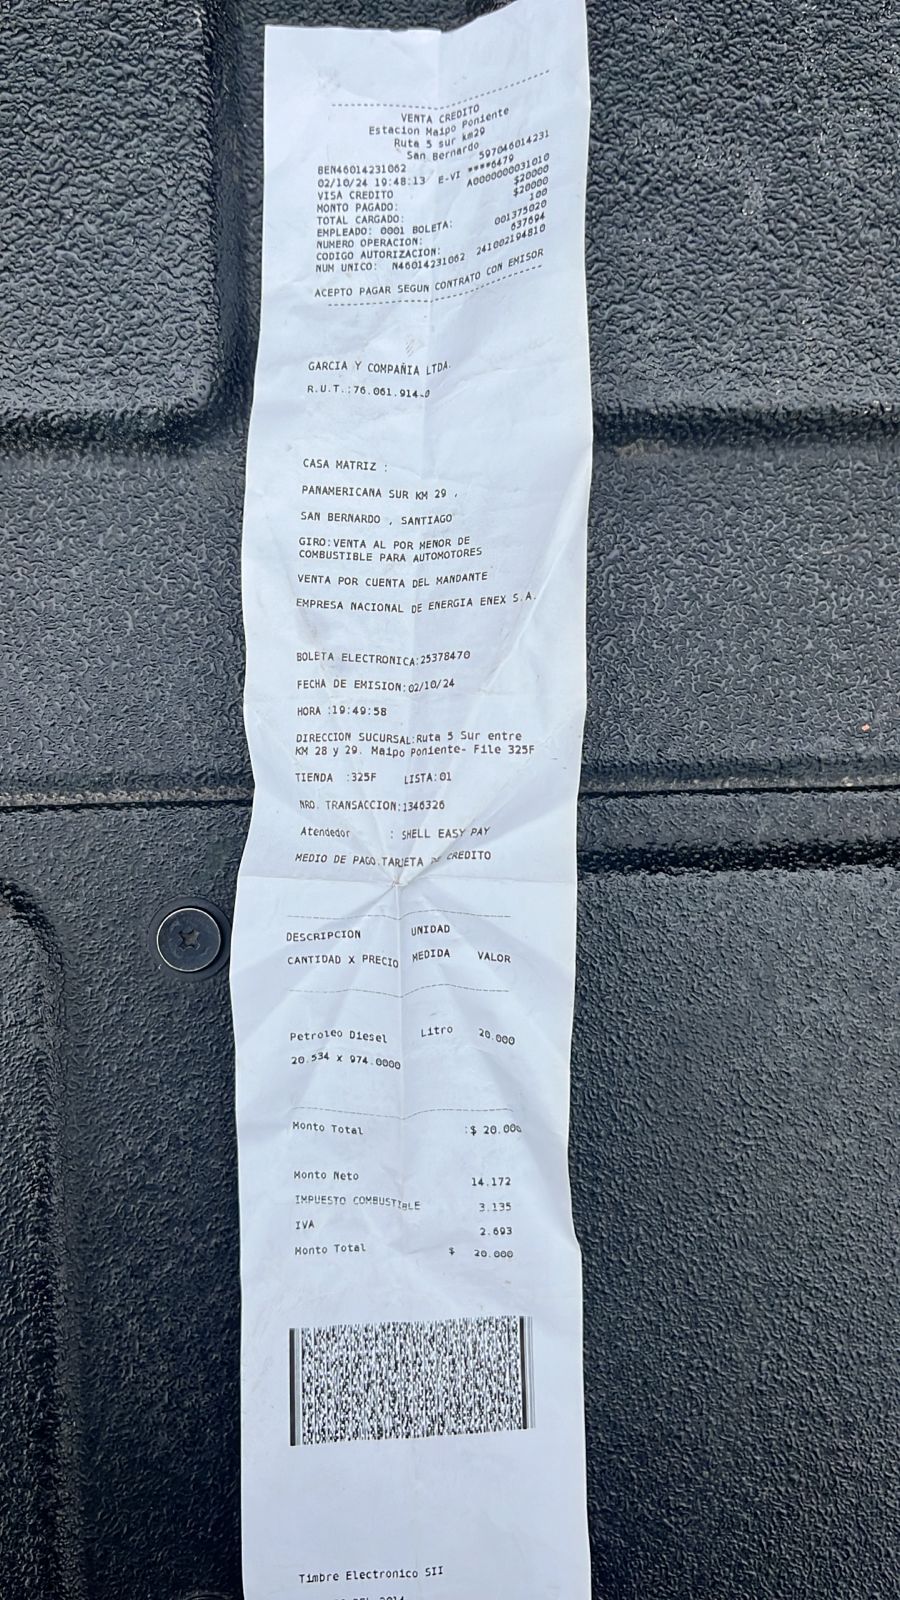 VENTA CREDITO
Estacion Maipo Poniente
Ruta 5 sur km29
San Bernardo
BEN46014231062 597046014231
02/10/24 19:48:13 E-VI ****6479
VISA CREDITO A0000000031010
MONTO PAGADO: $20000
TOTAL CARGADO: $20000
EMPLEADO: 0001 BOLETA: 100
NUMERO OPERACION: 001375020
CODIGO AUTORIZACION: 637694
NUM UNICO: N46014231062 241002194810
ACEPTO PAGAR SEGUN CONTRATO CON EMISOR
GARCIA Y COMPAÑIA LTDA.
R.U.T.:76.061.914-0
CASA MATRIZ :
PANAMERICANA SUR KM 29 .
SAN BERNARDO , SANTIAGO
GIRO:VENTA AL POR MENOR DE
COMBUSTIBLE PARA AUTOMOTORES
VENTA POR CUENTA DEL MANDANTE
EMPRESA NACIONAL DE ENERGIA ENEX S.A.
BOLETA ELECTRONICA:25378470
FECHA DE EMISION:02/10/24
HORA :19:49:58
DIRECCION SUCURSAL:Ruta 5 Sur entre
KM 28 y 29. Maipo Poniente- File 325F
TIENDA :325F LISTA:01
NRO. TRANSACCION:1346326
Atendedor : SHELL EASY PAY
MEDIO DE PAGO.TARJETA DE CREDITO
DESCRIPCION UNIDAD
CANTIDAD X PRECIO MEDIDA VALOR
Petroleo Diesel Litro 20.000
20.534 x 974.0000
Monto Total :$ 20.000
Monto Neto 14.172
IMPUESTO COMBUSTIBLE 3.135
IVA 2.693
Monto Total $ 20.000
Timbre Electronico SII